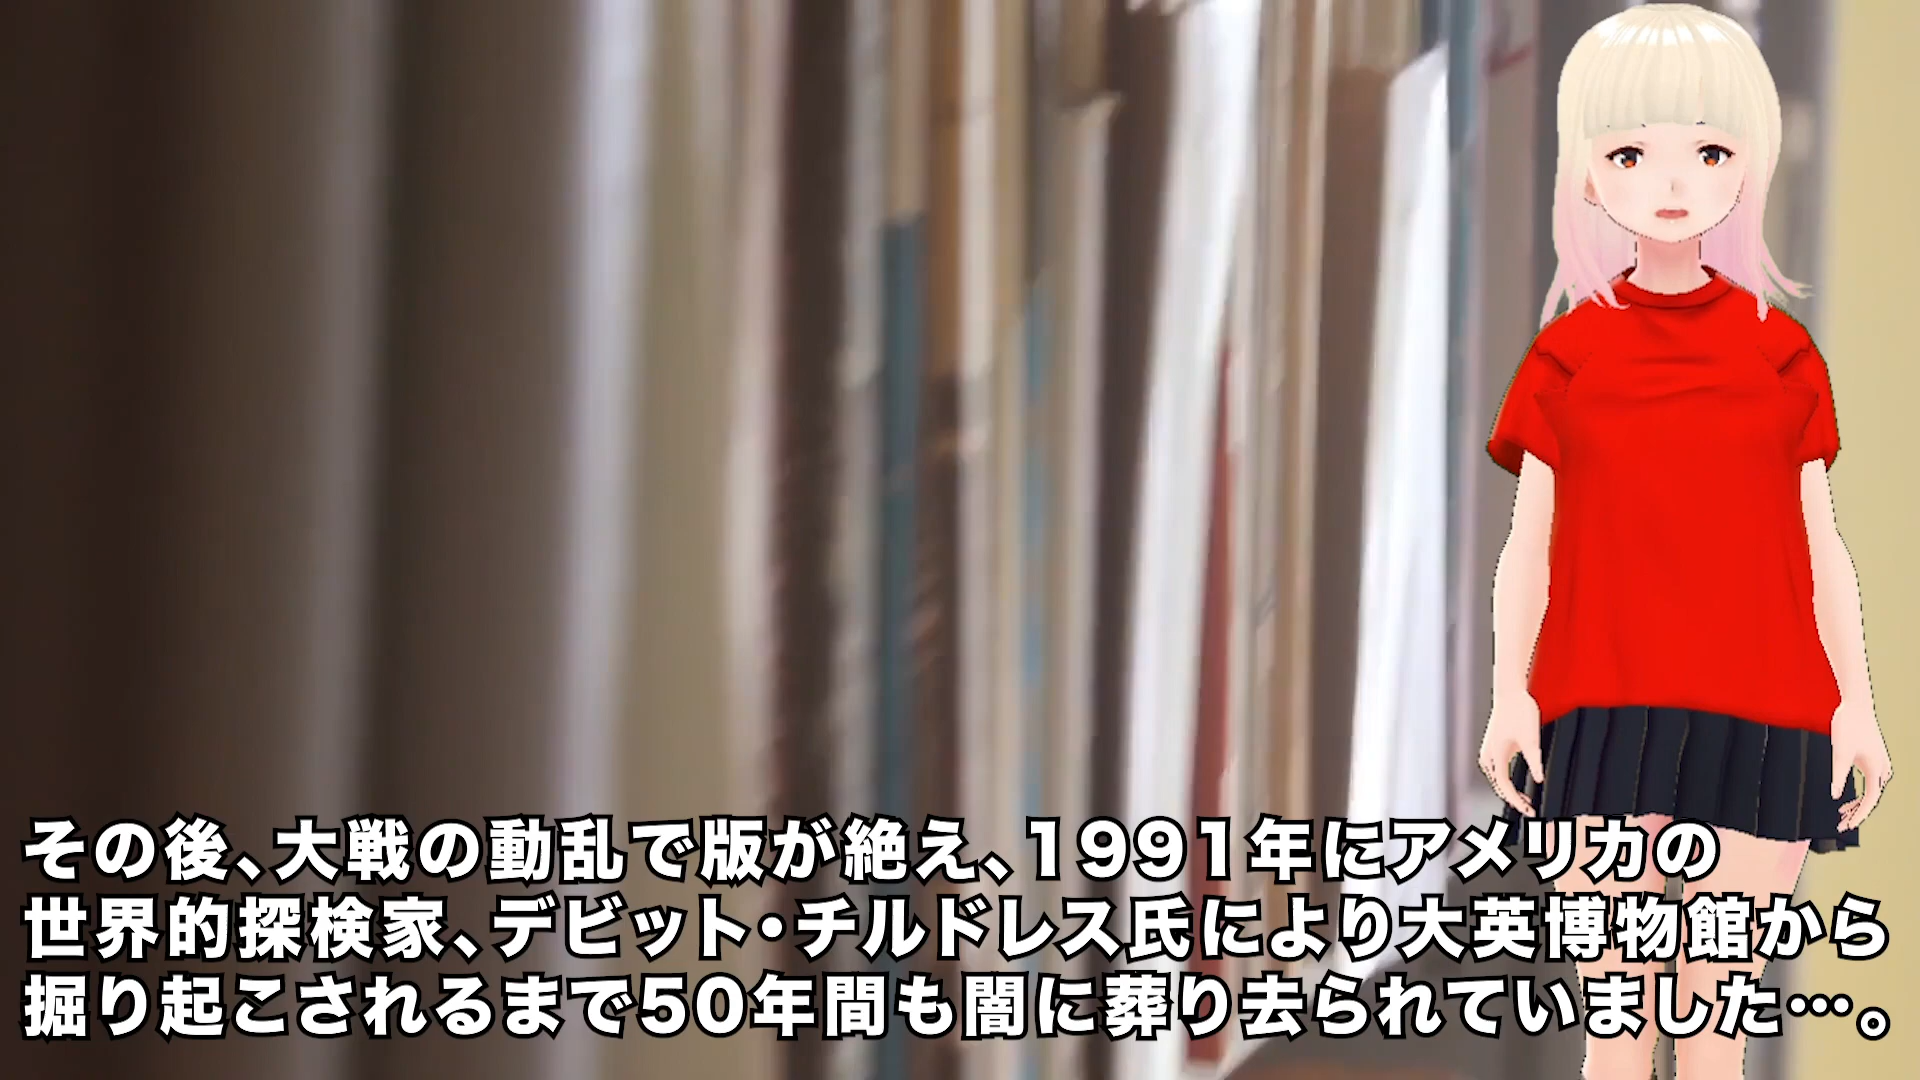 その後、大戦の動乱で版が絶え、1991年にアメリカの
世界的探検家、デビット・チルドレス氏により大英博物館から
掘り起こされるまで50年間も闇に葬り去られていました…。